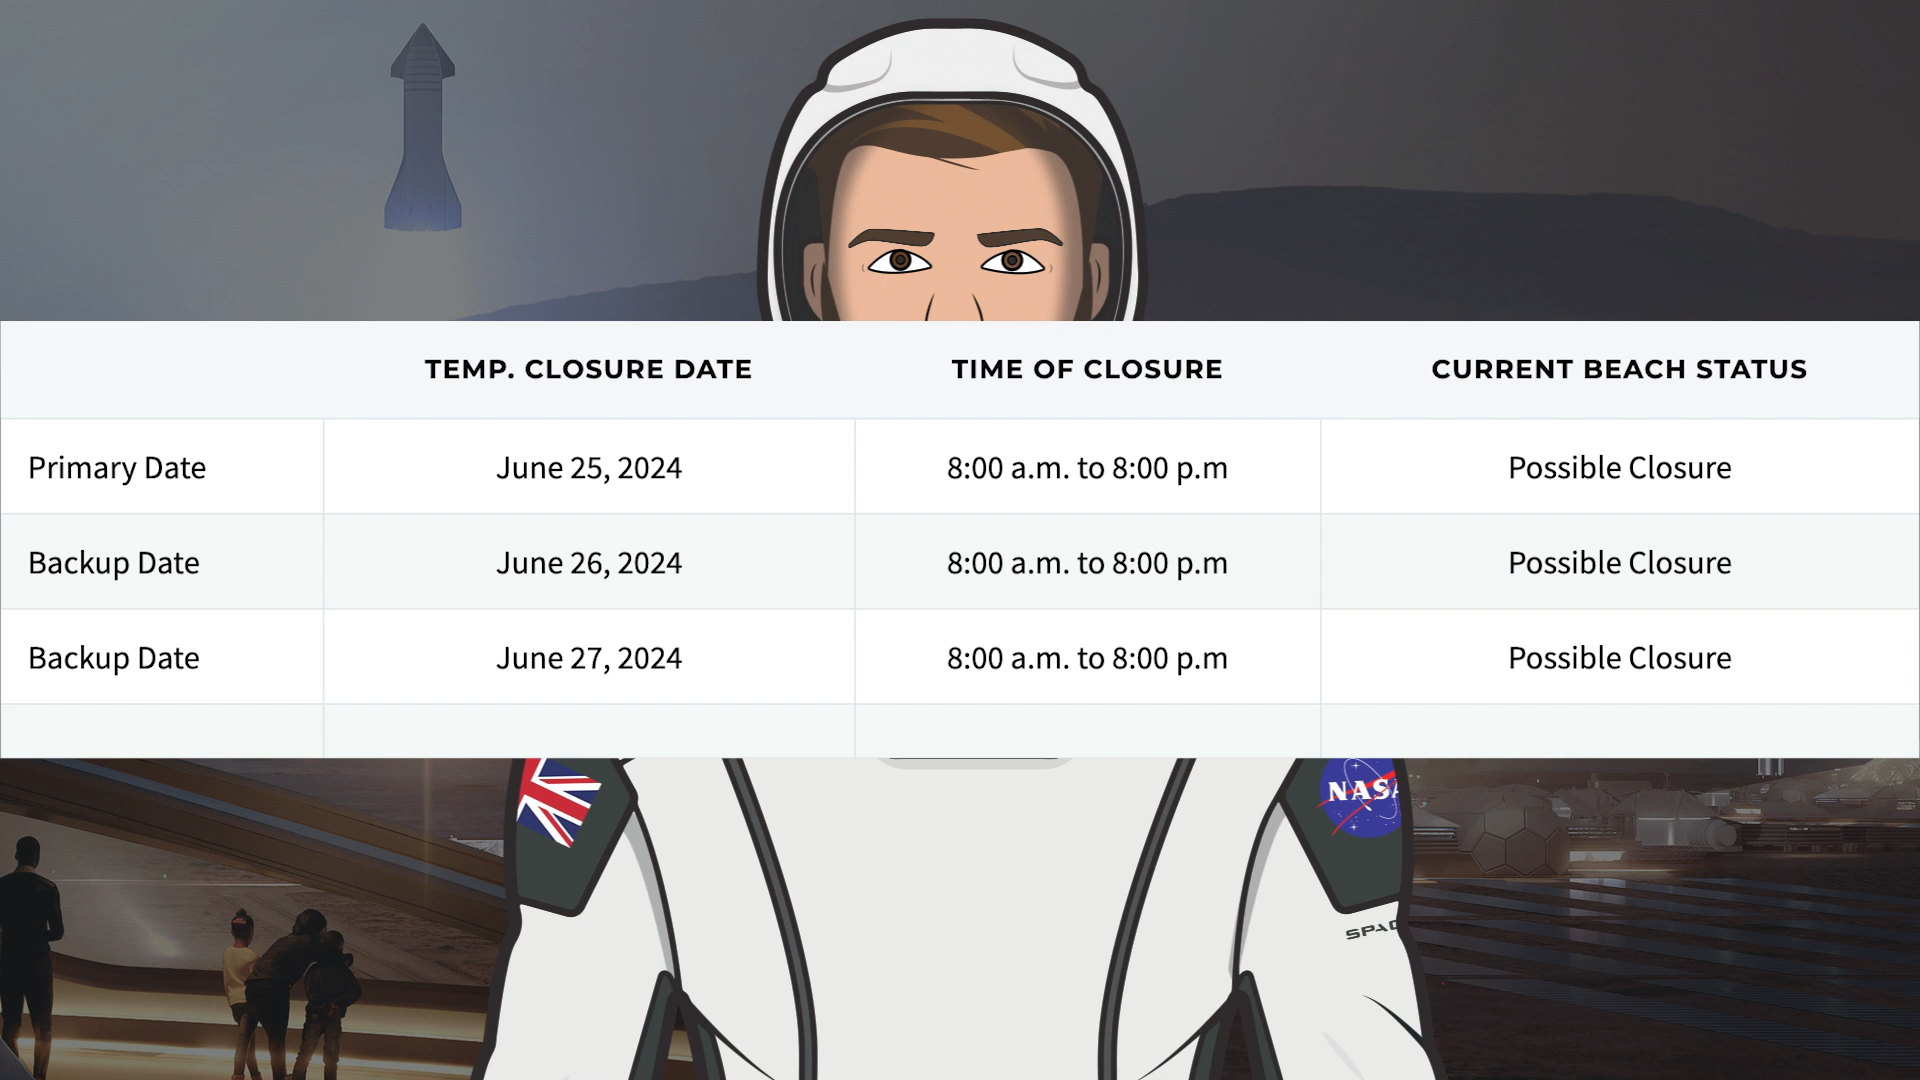 TEMP. CLOSURE DATE TIME OF CLOSURE CURRENT BEACH STATUS
Primary Date June 25, 2024 8:00 a.m. to 8:00 p.m Possible Closure
Backup Date June 26, 2024 8:00 a.m. to 8:00 p.m Possible Closure
Backup Date June 27, 2024 8:00 a.m. to 8:00 p.m Possible Closure
NASA
SPAC